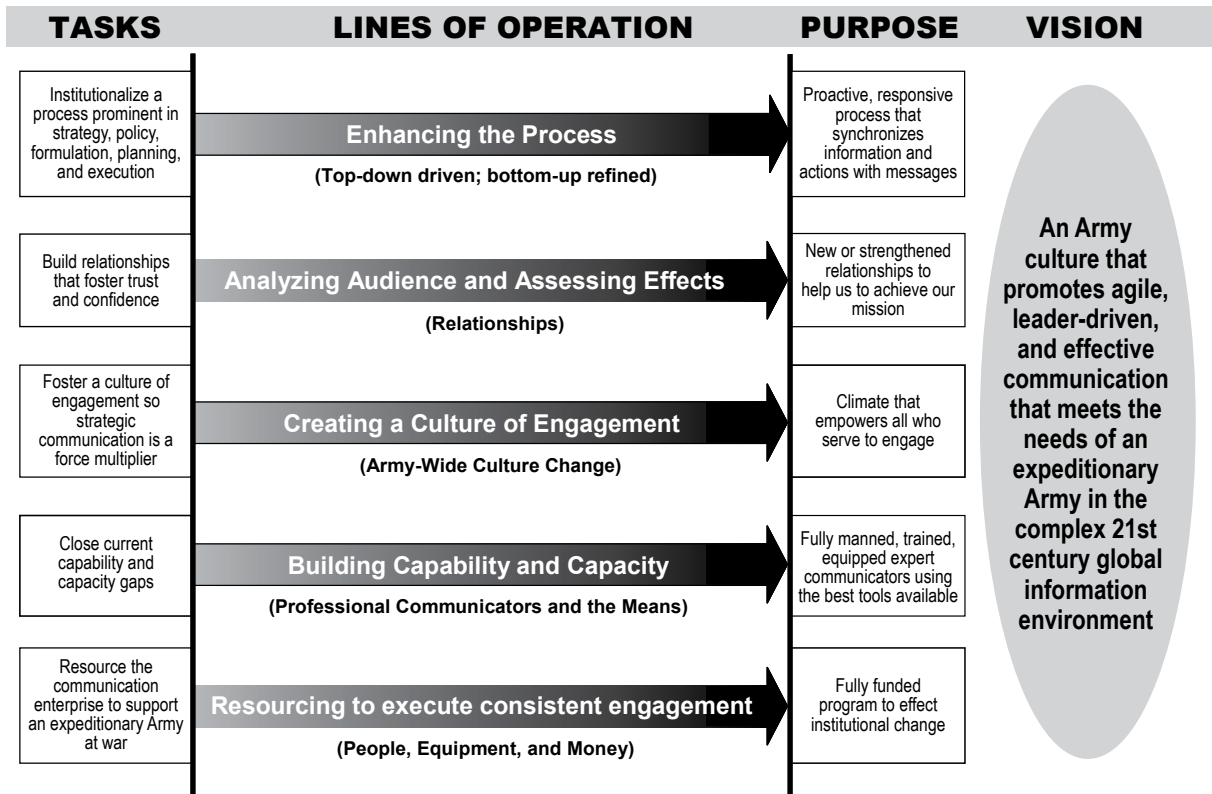 TASKS
LINES OF OPERATION
PURPOSE
VISION
Institutionalize a
process prominent in
strategy, policy,
formulation, planning,
and execution
Enhancing the Process
(Top-down driven; bottom-up refined)
Proactive, responsive
process that
synchronizes
information and
actions with messages
Build relationships
that foster trust
and confidence
Analyzing Audience and Assessing Effects
(Relationships)
New or strengthened
relationships to
help us to achieve our
mission
Foster a culture of
engagement so
strategic
communication is a
force multiplier
Creating a Culture of Engagement
(Army-Wide Culture Change)
Climate that
empowers all who
serve to engage
Close current
capability and
capacity gaps
Building Capability and Capacity
(Professional Communicators and the Means)
Fully manned, trained,
equipped expert
communicators using
the best tools available
Resource the
communication
enterprise to support
an expeditionary Army
at war
Resourcing to execute consistent engagement
(People, Equipment, and Money)
Fully funded
program to effect
institutional change
An Army
culture that
promotes agile,
leader-driven,
and effective
communication
that meets the
needs of an
expeditionary
Army in the
complex 21st
century global
information
environment